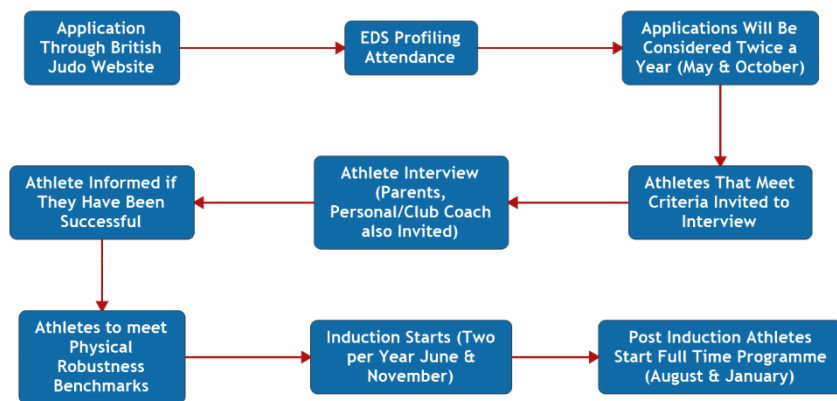 Application
Through British
Judo Website
EDS Profiling
Attendance
Applications Will Be
Considered Twice a
Year (May & October)
Athletes That Meet
Criteria Invited to
Interview
Athlete Interview
(Parents,
Personal/Club Coach
also Invited)
Athlete Informed if
They Have Been
Successful
Athletes to meet
Physical
Robustness
Benchmarks
Induction Starts (Two
per Year June &
November)
Post Induction Athletes
Start Full Time Programme
(August & January)